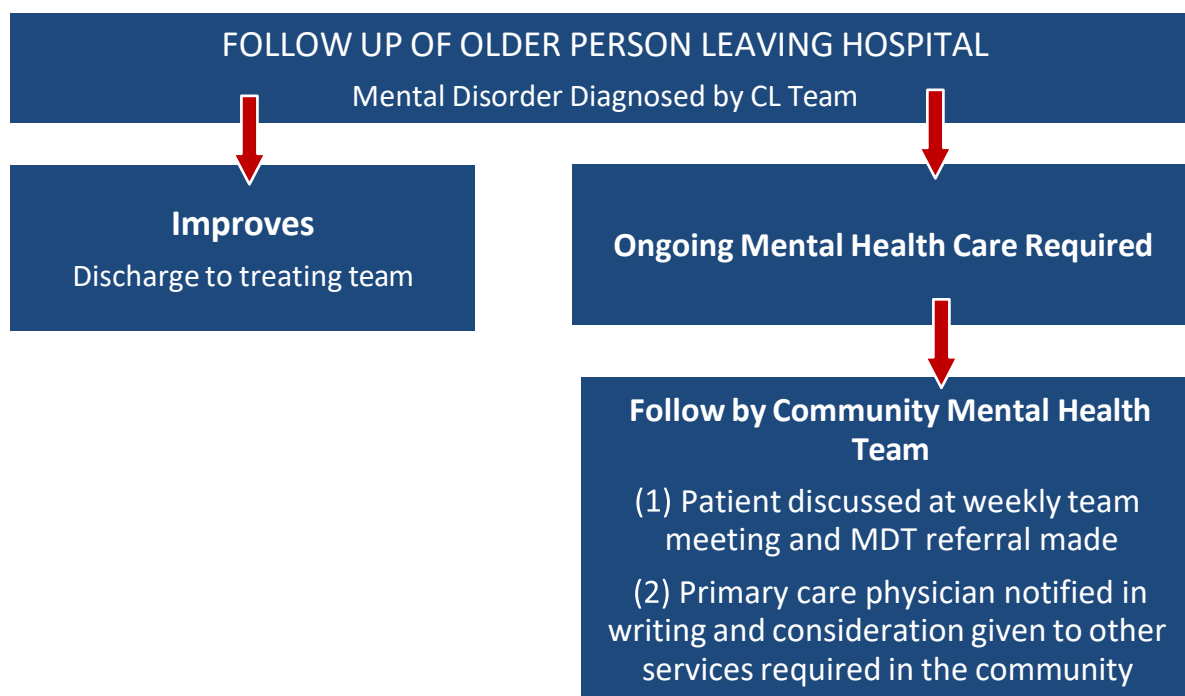 FOLLOW UP OF OLDER PERSON LEAVING HOSPITAL
Mental Disorder Diagnosed by CL Team
Improves
Discharge to treating team
Ongoing Mental Health Care Required
Follow by Community Mental Health
Team
(1) Patient discussed at weekly team
meeting and MDT referral made
(2) Primary care physician notified in
writing and consideration given to other
services required in the community